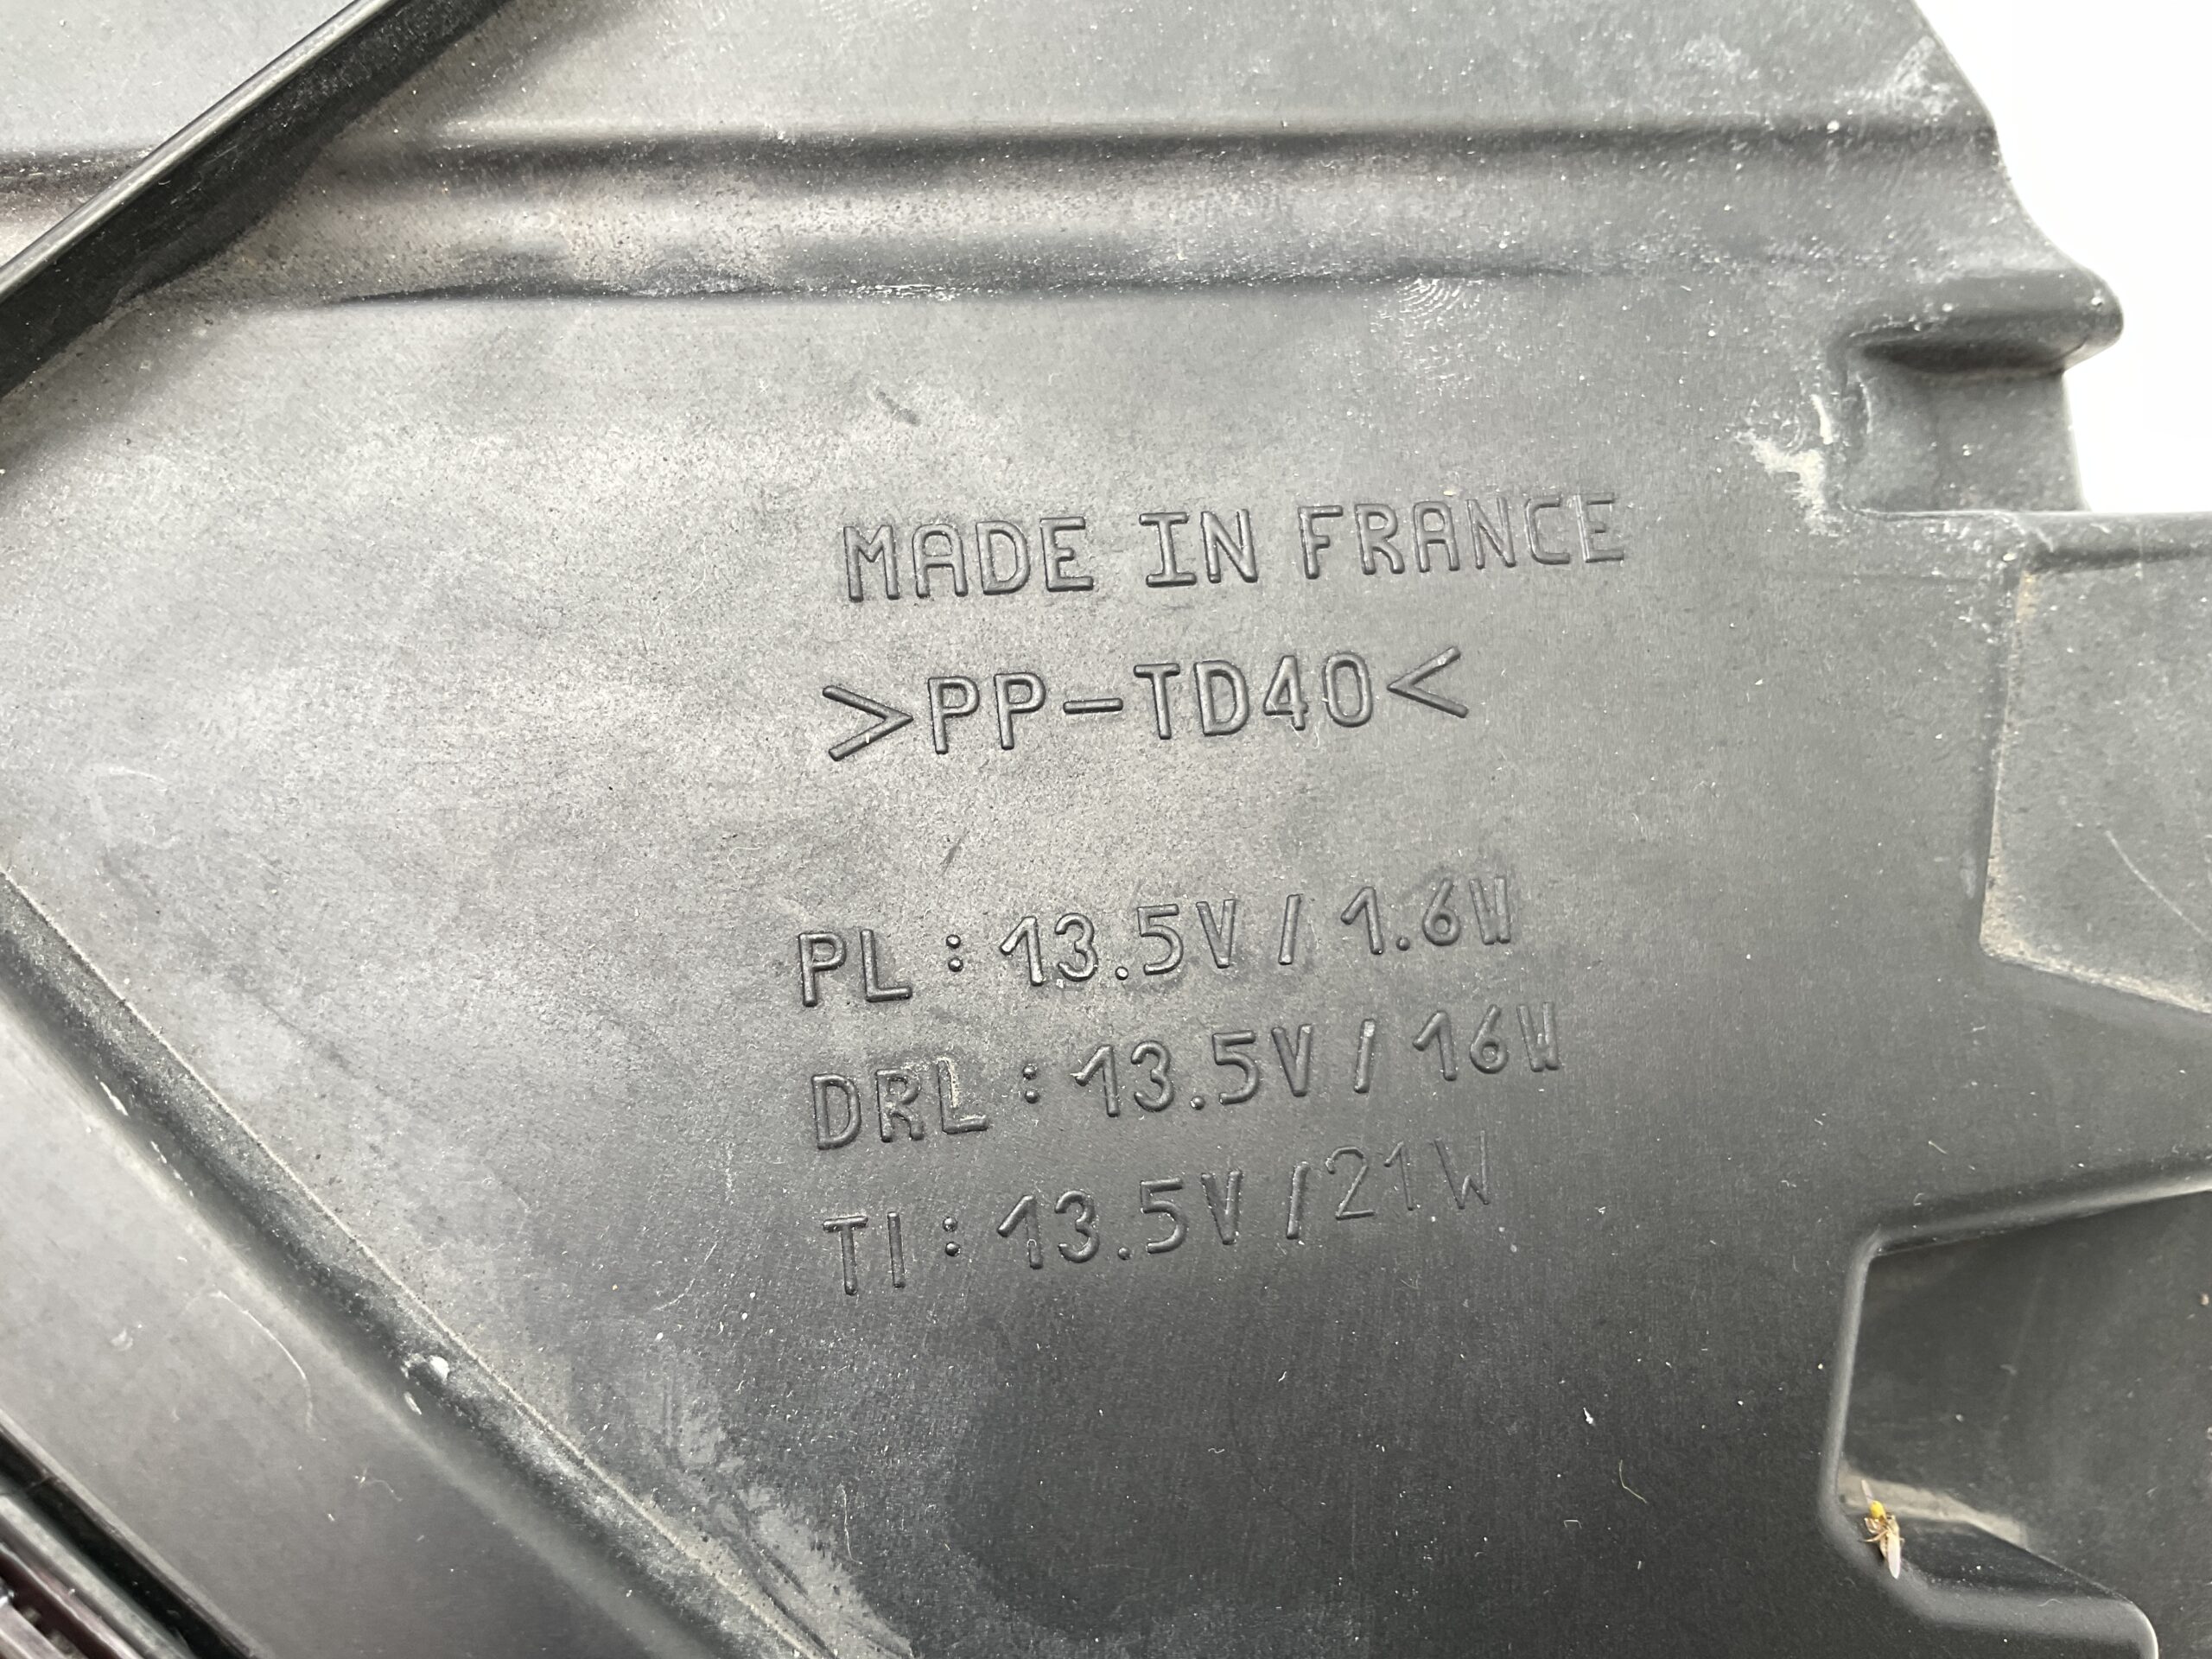 MADE IN FRANCE
>PP-TD40<
PL : 13.5V / 1.6W
DRL : 13.5V / 16W
TI : 13.5V / 21W